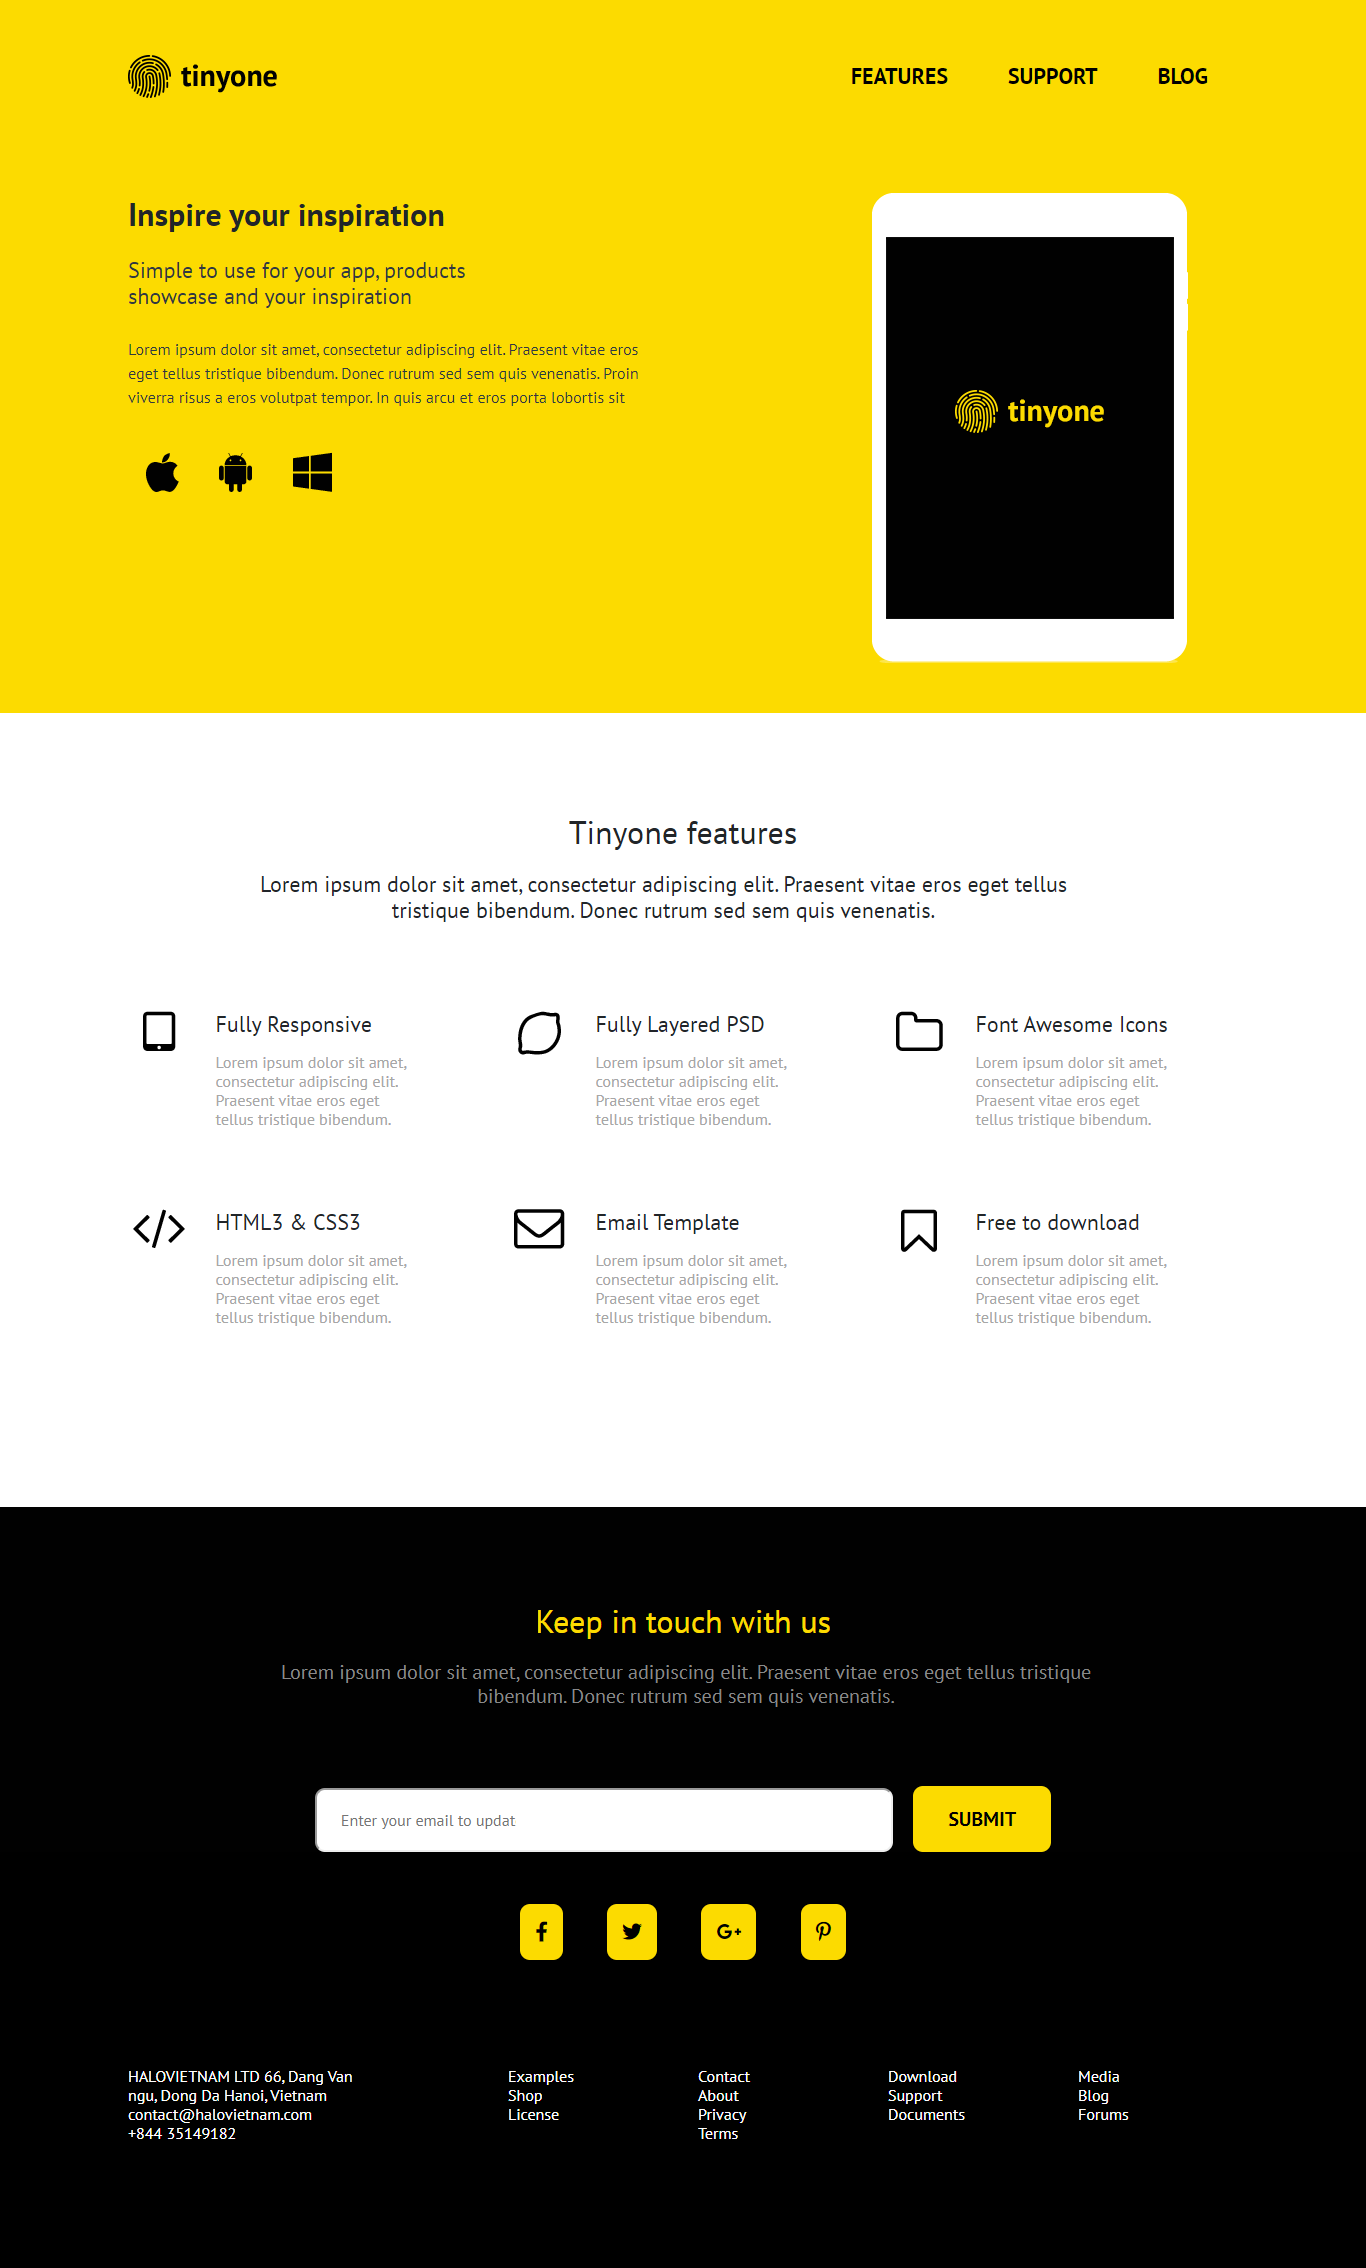 tinyone
FEATURES SUPPORT BLOG
Inspire your inspiration
Simple to use for your app, products
showcase and your inspiration
Lorem ipsum dolor sit amet, consectetur adipiscing elit. Praesent vitae eros
eget tellus tristique bibendum. Donec rutrum sed sem quis venenatis. Proin
viverra risus a eros volutpat tempor. In quis arcu et eros porta lobortis sit
tinyone
Tinyone features
Lorem ipsum dolor sit amet, consectetur adipiscing elit. Praesent vitae eros eget tellus
tristique bibendum. Donec rutrum sed sem quis venenatis.
Fully Responsive
Lorem ipsum dolor sit amet,
consectetur adipiscing elit.
Praesent vitae eros eget
tellus tristique bibendum.
Fully Layered PSD
Lorem ipsum dolor sit amet,
consectetur adipiscing elit.
Praesent vitae eros eget
tellus tristique bibendum.
Font Awesome Icons
Lorem ipsum dolor sit amet,
consectetur adipiscing elit.
Praesent vitae eros eget
tellus tristique bibendum.
HTML3 & CSS3
Lorem ipsum dolor sit amet,
consectetur adipiscing elit.
Praesent vitae eros eget
tellus tristique bibendum.
Email Template
Lorem ipsum dolor sit amet,
consectetur adipiscing elit.
Praesent vitae eros eget
tellus tristique bibendum.
Free to download
Lorem ipsum dolor sit amet,
consectetur adipiscing elit.
Praesent vitae eros eget
tellus tristique bibendum.
Keep in touch with us
Lorem ipsum dolor sit amet, consectetur adipiscing elit. Praesent vitae eros eget tellus tristique
bibendum. Donec rutrum sed sem quis venenatis.
Enter your email to updat
SUBMIT
HALOVIETNAM LTD 66, Dang Van
ngu, Dong Da Hanoi, Vietnam
contact@halovietnam.com
+844 35149182
Examples
Shop
License
Contact
About
Privacy
Terms
Download
Support
Documents
Media
Blog
Forums